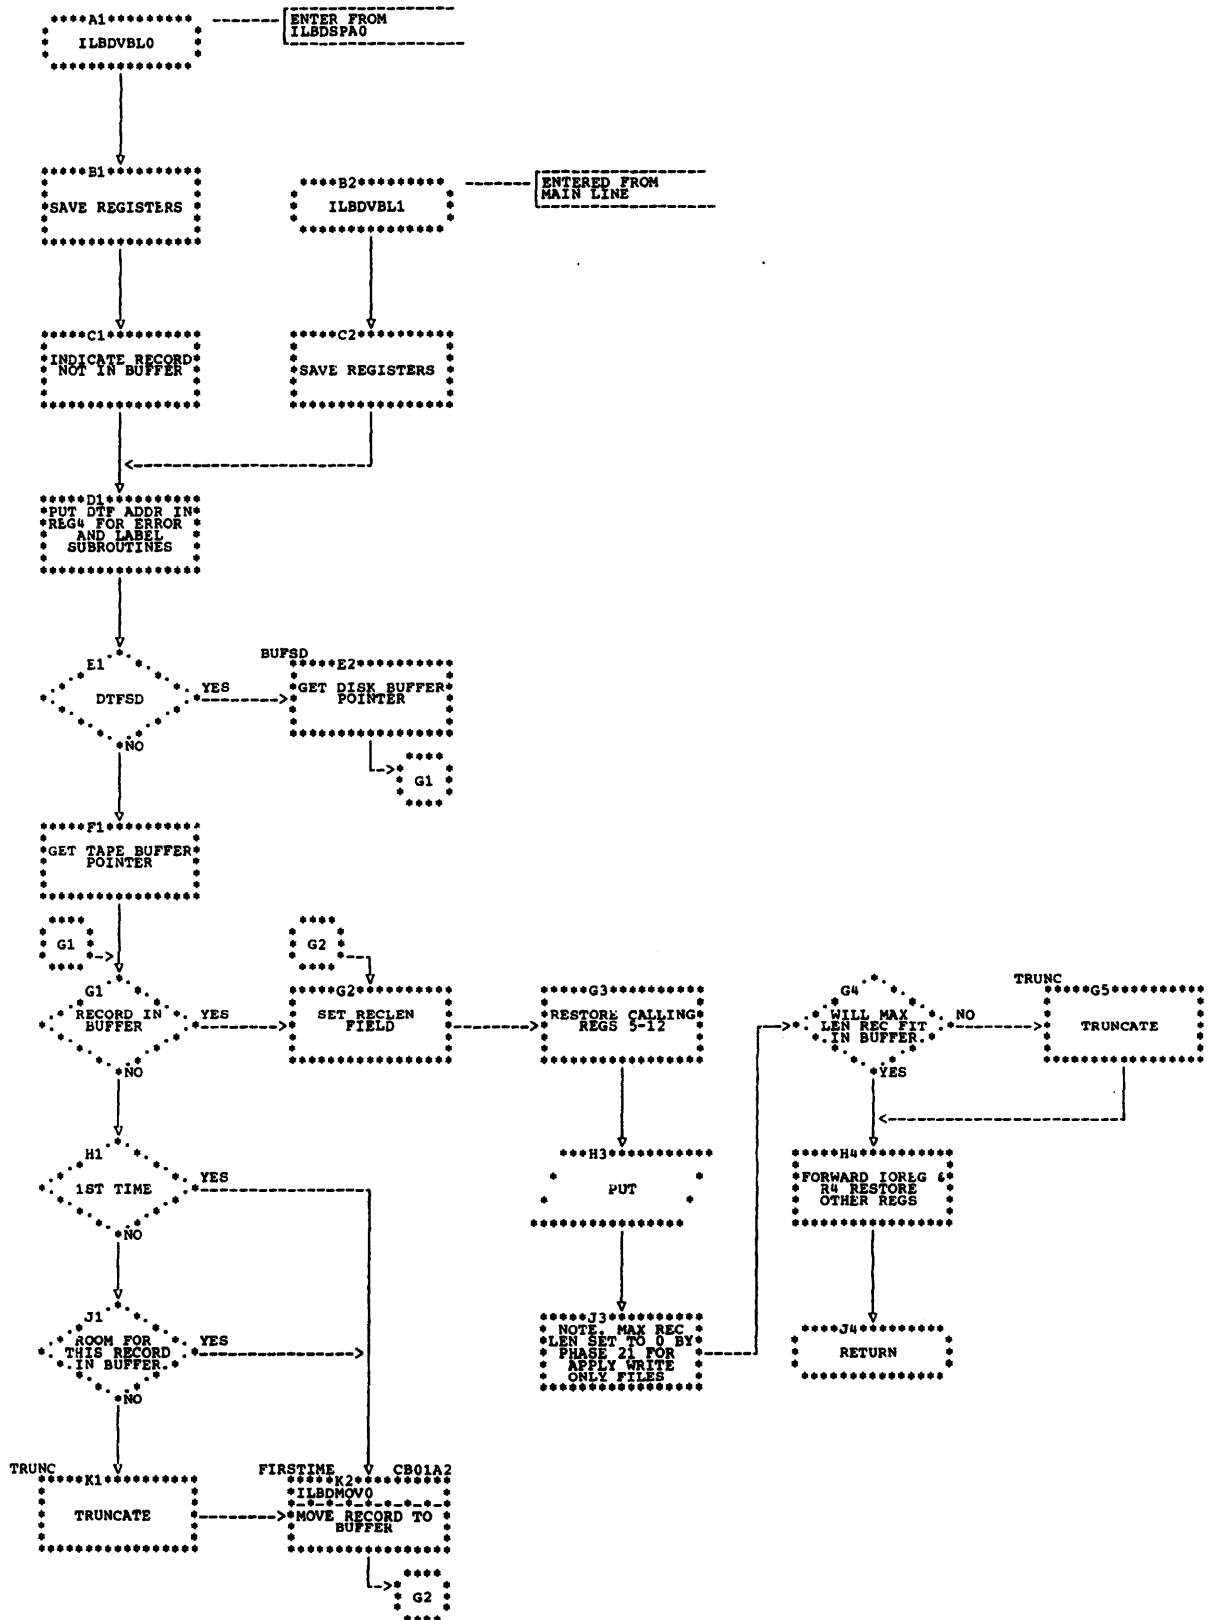 A1
ILBDVBL0
ENTER FROM
ILBDSPA0
B1
SAVE REGISTERS
B2
ILBDVBL1
ENTERED FROM
MAIN LINE
C1
INDICATE RECORD
NOT IN BUFFER
C2
SAVE REGISTERS
D1
PUT DTF ADDR IN
REG4 FOR ERROR
AND LABEL
SUBROUTINES
E1
DTFSD
YES
NO
BUFSD
E2
GET DISK BUFFER
POINTER
G1
F1
GET TAPE BUFFER
POINTER
G1
G2
G1
RECORD IN
BUFFER
YES
NO
G2
SET RECLEN
FIELD
G3
RESTORE CALLING
REGS 5-12
G4
WILL MAX
LEN REC FIT
IN BUFFER.
NO
YES
TRUNC
G5
TRUNCATE
H1
1ST TIME
YES
NO
H3
PUT
H4
FORWARD IOREG &
R4 RESTORE
OTHER REGS
J1
ROOM FOR
THIS RECORD
IN BUFFER.
YES
NO
J3
NOTE. MAX REC
LEN SET TO 0 BY
PHASE 21 FOR
APPLY WRITE
ONLY FILES
J4
RETURN
TRUNC
K1
TRUNCATE
FIRSTIME
CB01A2
K2
ILBDMOV0
MOVE RECORD TO
BUFFER
G2